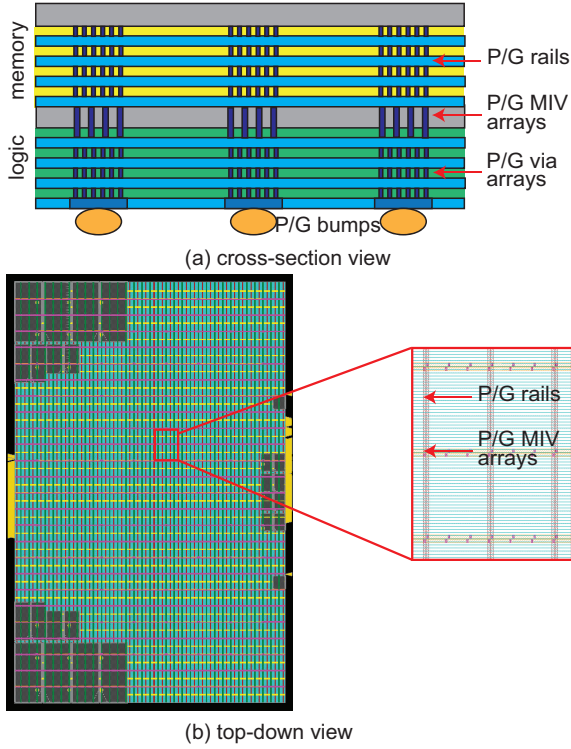 memory
logic
P/G rails
P/G MIV
arrays
P/G via
arrays
P/G bumps
(a) cross-section view
P/G rails
P/G MIV
arrays
(b) top-down view